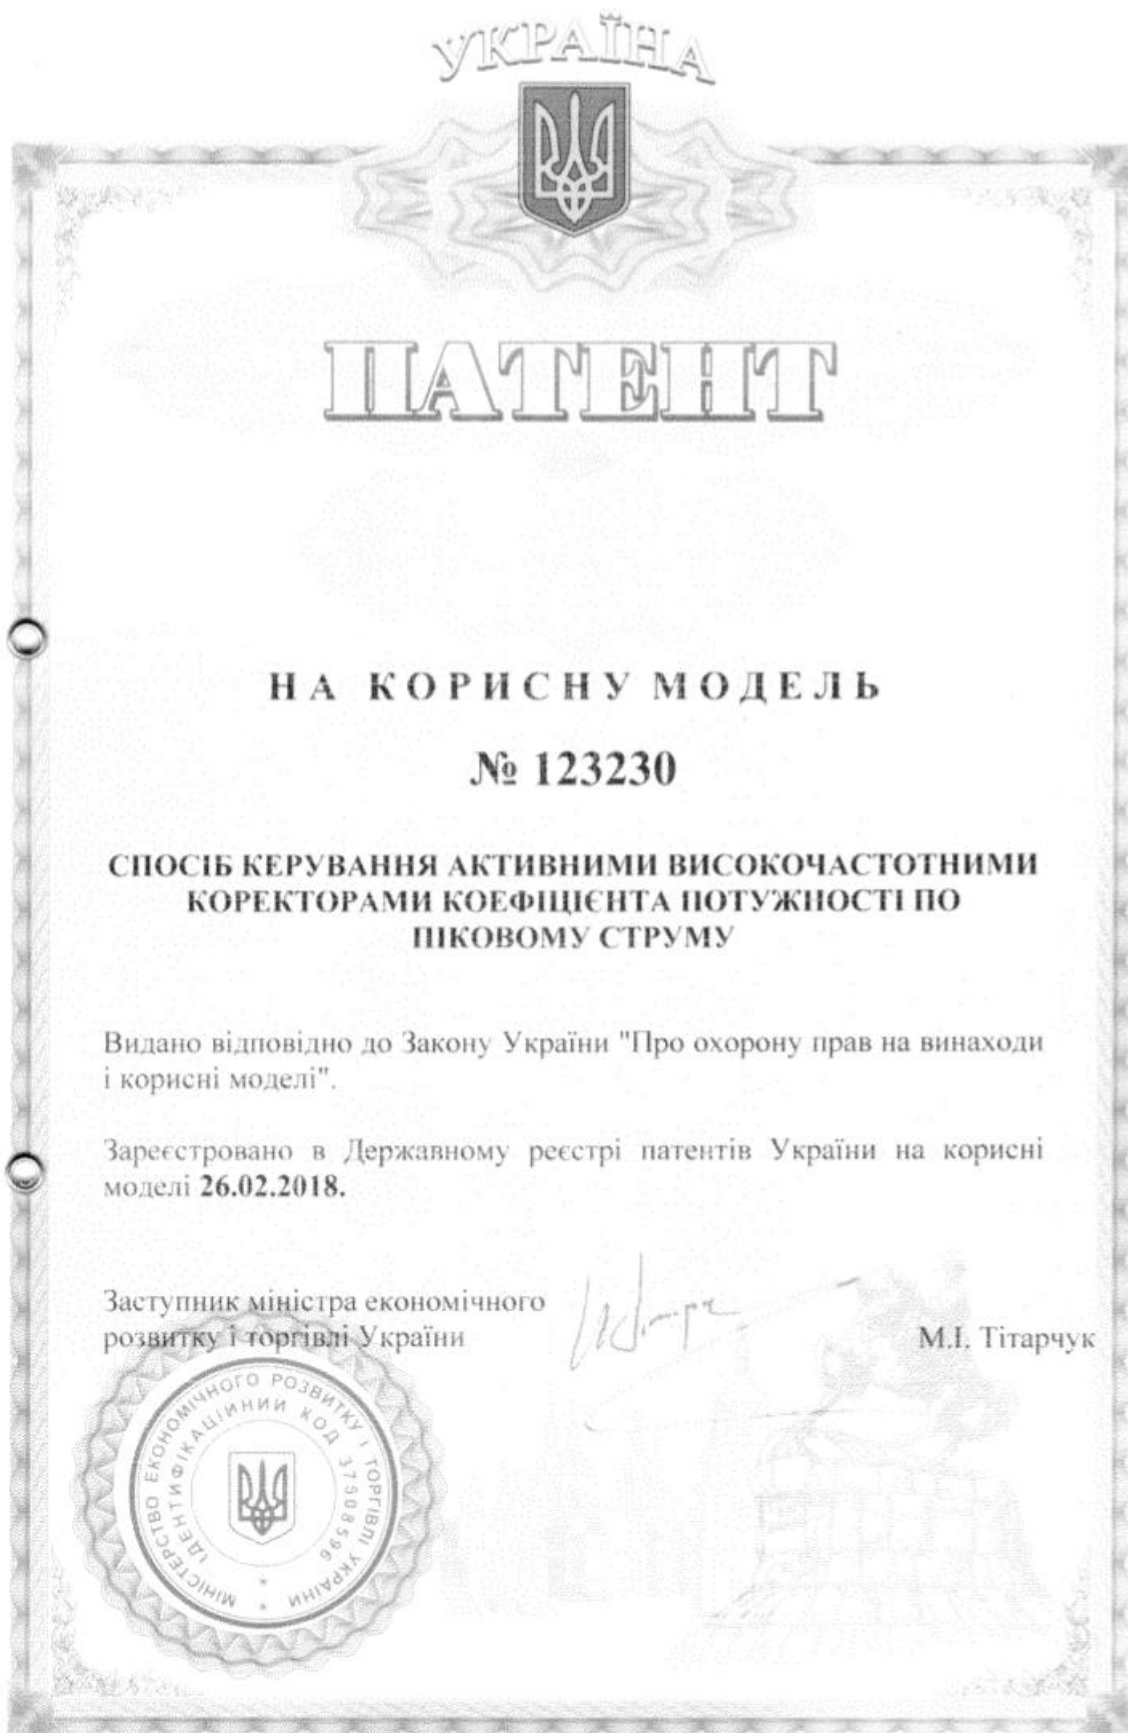 УКРАЇНА
ПАТЕНТ
НА КОРИСНУ МОДЕЛЬ
№ 123230
СПОСІБ КЕРУВАННЯ АКТИВНИМИ ВИСОКОЧАСТОТНИМИ
КОРЕКТОРАМИ КОЕФІЦІЄНТА ПОТУЖНОСТІ ПО
ПІКОВОМУ СТРУМУ
Видано відповідно до Закону України "Про охорону прав на винаходи
і корисні моделі".
Зареєстровано в Державному реєстрі патентів України на корисні
моделі 26.02.2018.
Заступник міністра економічного
розвитку і торгівлі України
М.І. Тітарчук
МІНІСТЕРСТВО ЕКОНОМІЧНОГО РОЗВИТКУ І ТОРГІВЛІ УКРАЇНИ *
ІДЕНТИФІКАЦІЙНИЙ КОД 37508596 *